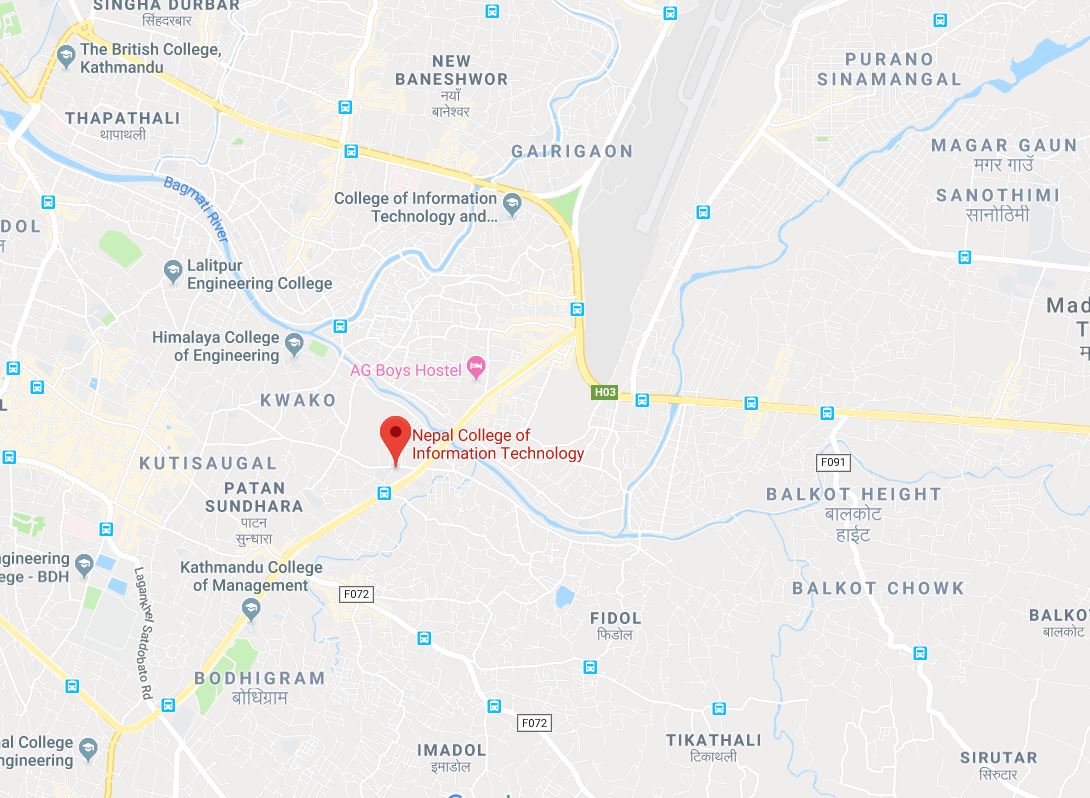 SINGHA DURBAR
सिंहदरबार
The British College,
Kathmandu
NEW
BANESHWOR
नयाँ
बानेश्वर
PURANO
SINAMANGAL
THAPATHALI
थापाथली
GAIRIGAON
MAGAR GAUN
मगर गाउँ
Bagmati River
College of Information
Technology and...
SANOTHIMI
सानोठिमी
DOL
Lalitpur
Engineering College
Mad
T
Himalaya College
of Engineering
AG Boys Hostel
H03
KWAKO
L
Nepal College of
Information Technology
KUTISAUGAL
F091
PATAN
SUNDHARA
पाटन
सुन्धारा
BALKOT HEIGHT
बालकोट
हाईट
ngineering
ege - BDH
Kathmandu College
of Management
F072
BALKOT CHOWK
Lagankhel Satdobato Rd
FIDOL
फिडोल
BALKO
बालकोट
BODHIGRAM
बोधिग्राम
F072
IMADOL
इमाडोल
TIKATHALI
टिकाथली
al College
ngineering
SIRUTAR
सिरुटार